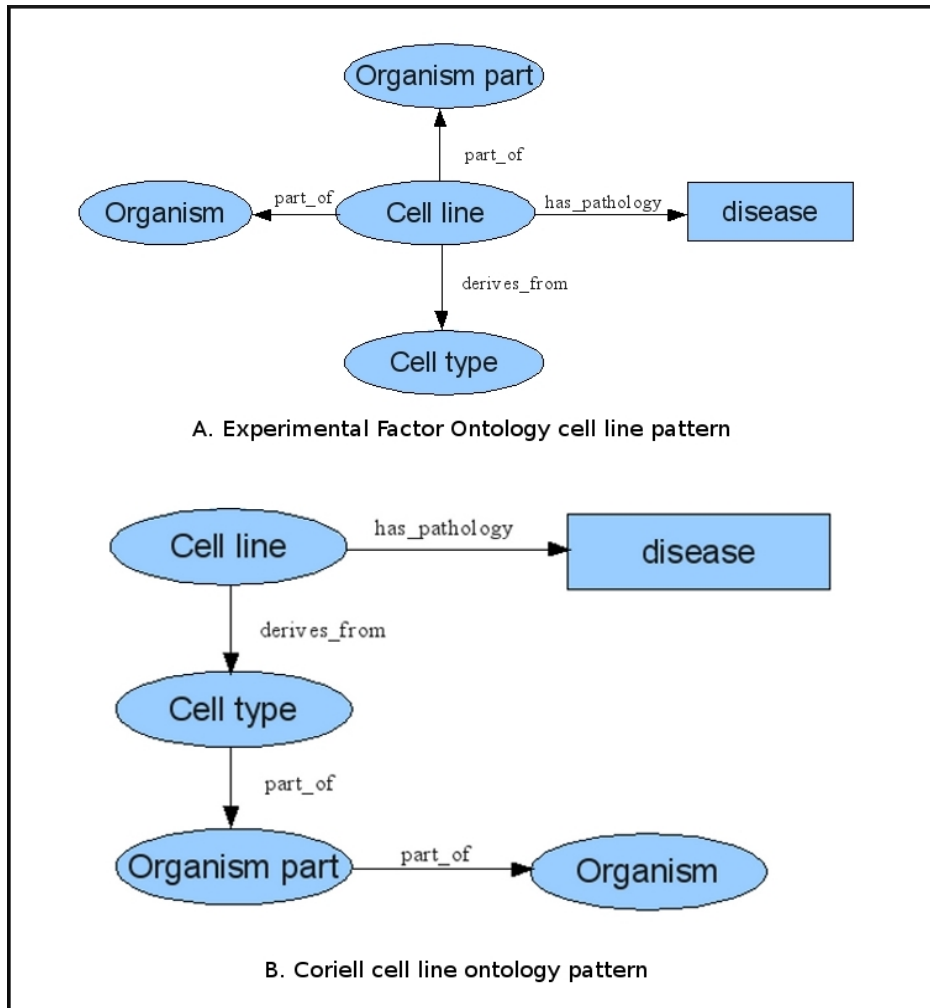 Organism part
part_of
Organism
part_of
Cell line
has_pathology
disease
derives_from
Cell type
A. Experimental Factor Ontology cell line pattern
Cell line
has_pathology
disease
derives_from
Cell type
part_of
Organism part
part_of
Organism
B. Coriell cell line ontology pattern